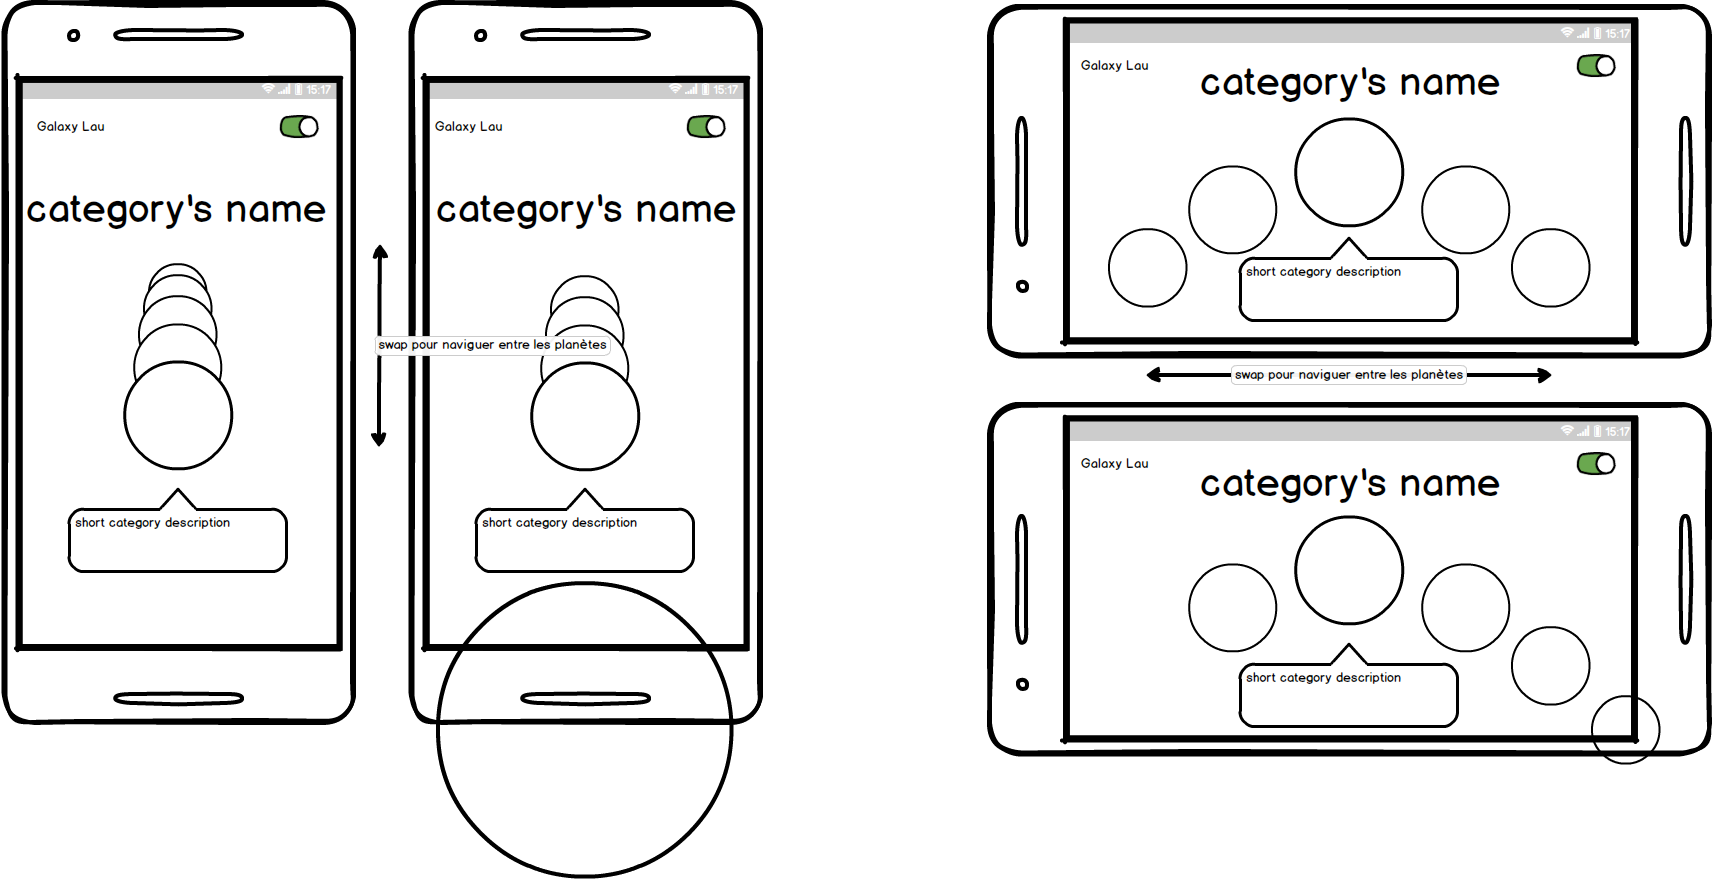 15:17
Galaxy Lau
category's name
short category description
15:17
Galaxy Lau
category's name
swap pour naviguer entre les planètes
short category description
15:17
Galaxy Lau
category's name
short category description
swap pour naviguer entre les planètes
15:17
Galaxy Lau
category's name
short category description